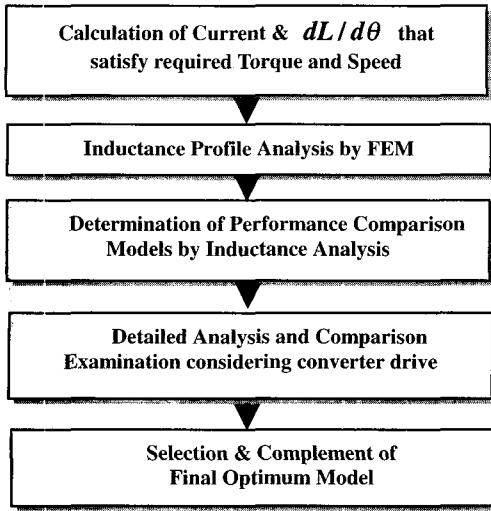 Calculation of Current & dL / dθ that
satisfy required Torque and Speed
Inductance Profile Analysis by FEM
Determination of Performance Comparison
Models by Inductance Analysis
Detailed Analysis and Comparison
Examination considering converter drive
Selection & Complement of
Final Optimum Model